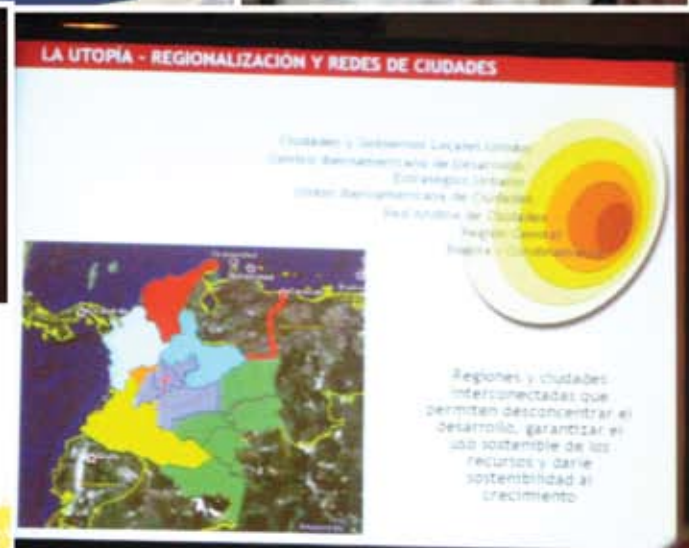 LA UTOPÍA - REGIONALIZACIÓN Y REDES DE CIUDADES
Ciudades y Gobiernos Locales Unidos
Centro Iberoamericano de Desarrollo
Estratégico Urbano
Unión Iberoamericana de Ciudades
Red Andina de Ciudades
Región Central
Bogotá y
Regiones y ciudades
interconectadas que
permiten desconcentrar el
desarrollo, garantizar el
uso sostenible de los
recursos y darle
sostenibilidad al
crecimiento